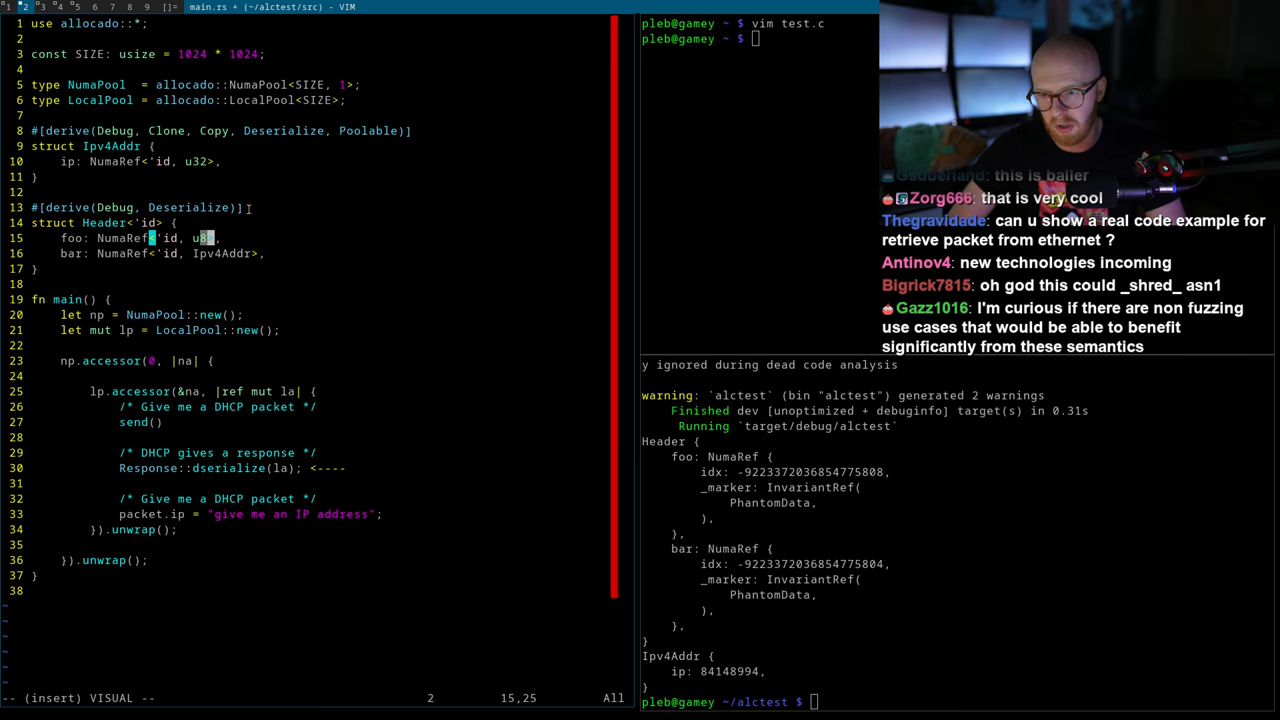 1 2 3 4 5 6 7 8 9 []= main.rs + (~/alctest/src) - VIM
1 use allocado::*;
2
3 const SIZE: usize = 1024 * 1024;
4
5 type NumaPool  = allocado::NumaPool<SIZE, 1>;
6 type LocalPool = allocado::LocalPool<SIZE>;
7
8 #[derive(Debug, Clone, Copy, Deserialize, Poolable)]
9 struct Ipv4Addr {
10     ip: NumaRef<'id, u32>,
11 }
12
13 #[derive(Debug, Deserialize)]
14 struct Header<'id> {
15     foo: NumaRef<'id, u8>,
16     bar: NumaRef<'id, Ipv4Addr>,
17 }
18
19 fn main() {
20     let np = NumaPool::new();
21     let mut lp = LocalPool::new();
22
23     np.accessor(0, |na| {
24
25         lp.accessor(&na, |ref mut la| {
26             /* Give me a DHCP packet */
27             send()
28
29             /* DHCP gives a response */
30             Response::dserialize(la); <----
31
32             /* Give me a DHCP packet */
33             packet.ip = "give me an IP address";
34         }).unwrap();
35
36     }).unwrap();
37 }
38
~
~
~
~
~
~
-- (insert) VISUAL -- 2 15,25 All
pleb@gamey ~ $ vim test.c
pleb@gamey ~ $
Gsuberland: this is baller
Zorg666: that is very cool
Thegravidade: can u show a real code example for
retrieve packet from ethernet ?
Antinov4: new technologies incoming
Bigrick7815: oh god this could _shred_ asn1
Gazz1016: I'm curious if there are non fuzzing
use cases that would be able to benefit
significantly from these semantics
y ignored during dead code analysis
warning: `alctest` (bin "alctest") generated 2 warnings
    Finished dev [unoptimized + debuginfo] target(s) in 0.31s
     Running `target/debug/alctest`
Header {
    foo: NumaRef {
        idx: -9223372036854775808,
        _marker: InvariantRef(
            PhantomData,
        ),
    },
    bar: NumaRef {
        idx: -9223372036854775804,
        _marker: InvariantRef(
            PhantomData,
        ),
    },
}
Ipv4Addr {
    ip: 84148994,
}
pleb@gamey ~/alctest $